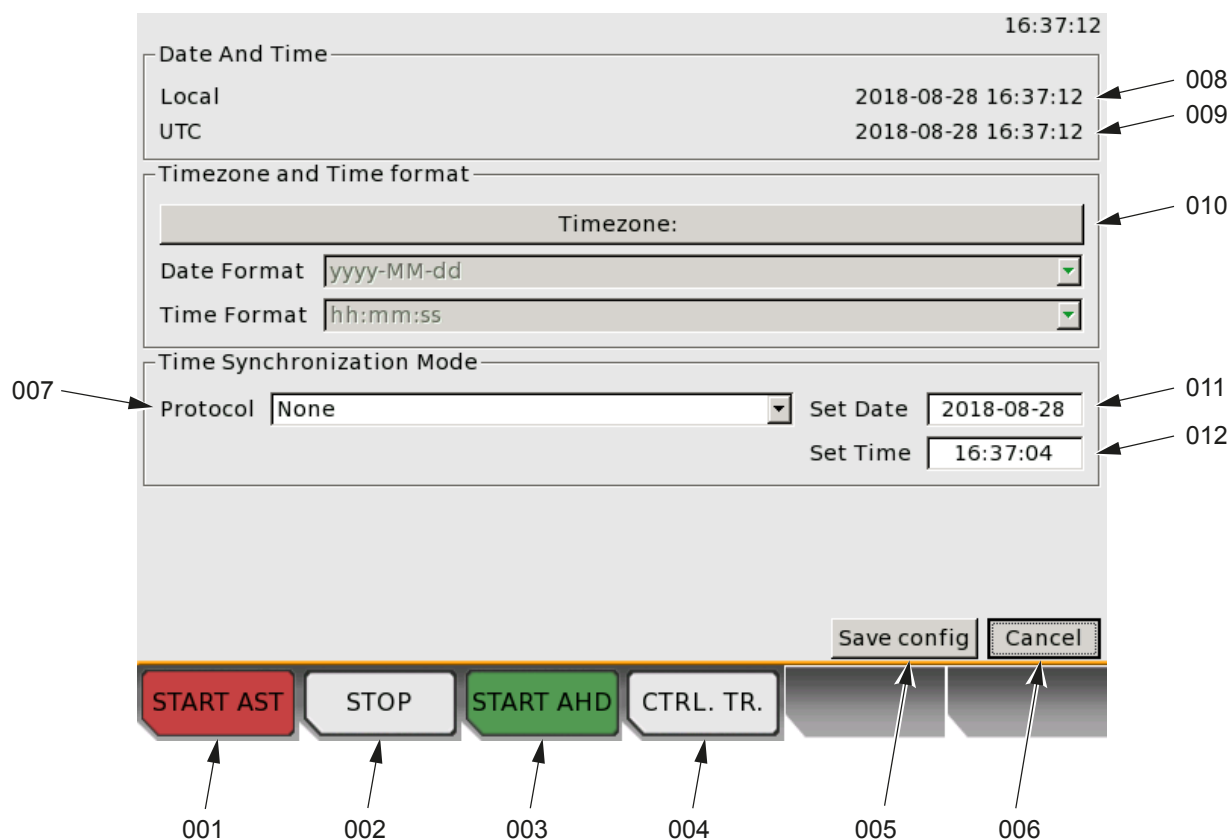 16:37:12
Date And Time
Local 2018-08-28 16:37:12 008
UTC 2018-08-28 16:37:12 009
Timezone and Time format
Timezone: 010
Date Format yyyy-MM-dd
Time Format hh:mm:ss
Time Synchronization Mode
007 Protocol None Set Date 2018-08-28 011
Set Time 16:37:04 012
Save config Cancel
START AST STOP START AHD CTRL. TR.
001 002 003 004 005 006